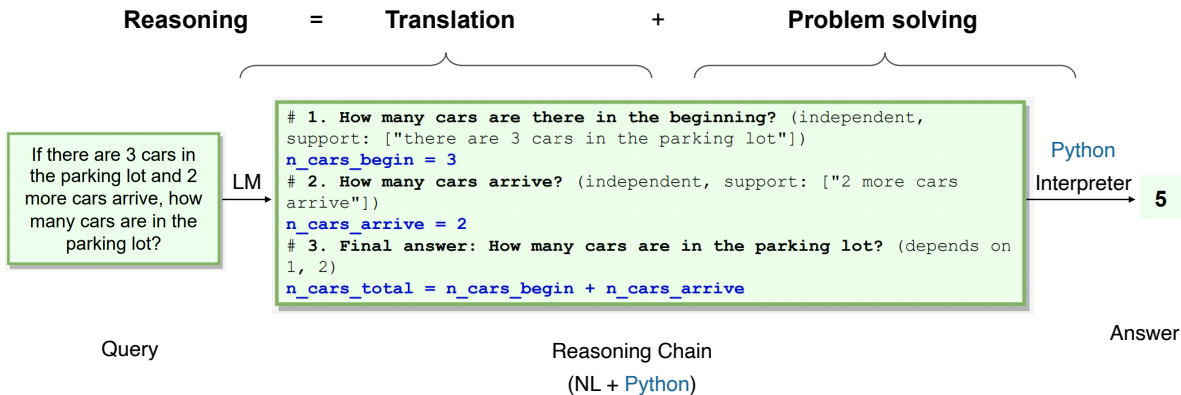 Reasoning = Translation + Problem solving
If there are 3 cars in
the parking lot and 2
more cars arrive, how
many cars are in the
parking lot?
LM
# 1. How many cars are there in the beginning? (independent,
support: ["there are 3 cars in the parking lot"])
n_cars_begin = 3
# 2. How many cars arrive? (independent, support: ["2 more cars
arrive"])
n_cars_arrive = 2
# 3. Final answer: How many cars are in the parking lot? (depends on
1, 2)
n_cars_total = n_cars_begin + n_cars_arrive
Python
Interpreter
5
Query
Reasoning Chain
(NL + Python)
Answer